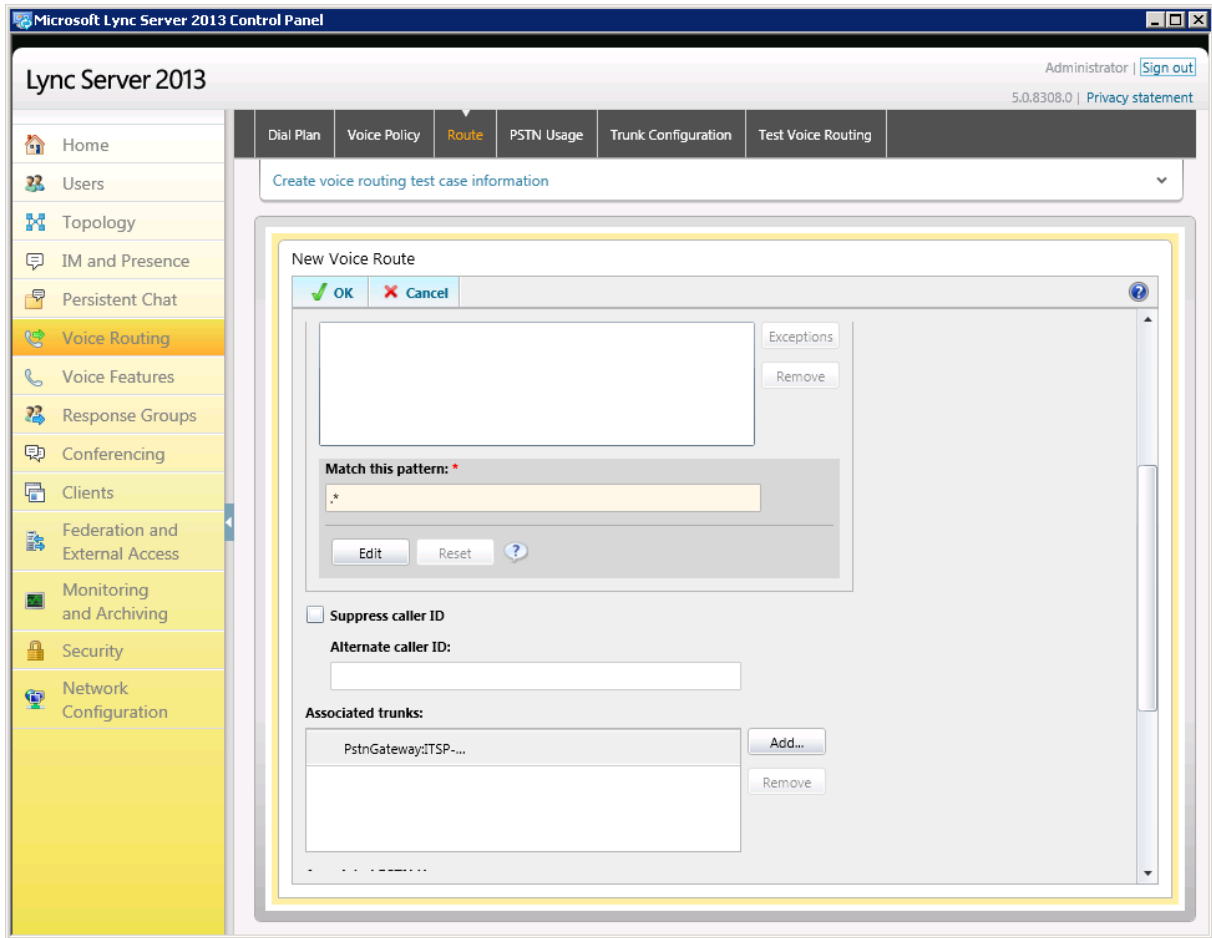 Microsoft Lync Server 2013 Control Panel
Lync Server 2013
Administrator | Sign out
5.0.8308.0 | Privacy statement
Home
Users
Topology
IM and Presence
Persistent Chat
Voice Routing
Voice Features
Response Groups
Conferencing
Clients
Federation and
External Access
Monitoring
and Archiving
Security
Network
Configuration
Dial Plan
Voice Policy
Route
PSTN Usage
Trunk Configuration
Test Voice Routing
Create voice routing test case information
New Voice Route
OK
Cancel
Exceptions
Remove
Match this pattern: *
.*
Edit
Reset
Suppress caller ID
Alternate caller ID:
Associated trunks:
PstnGateway:ITSP-...
Add...
Remove